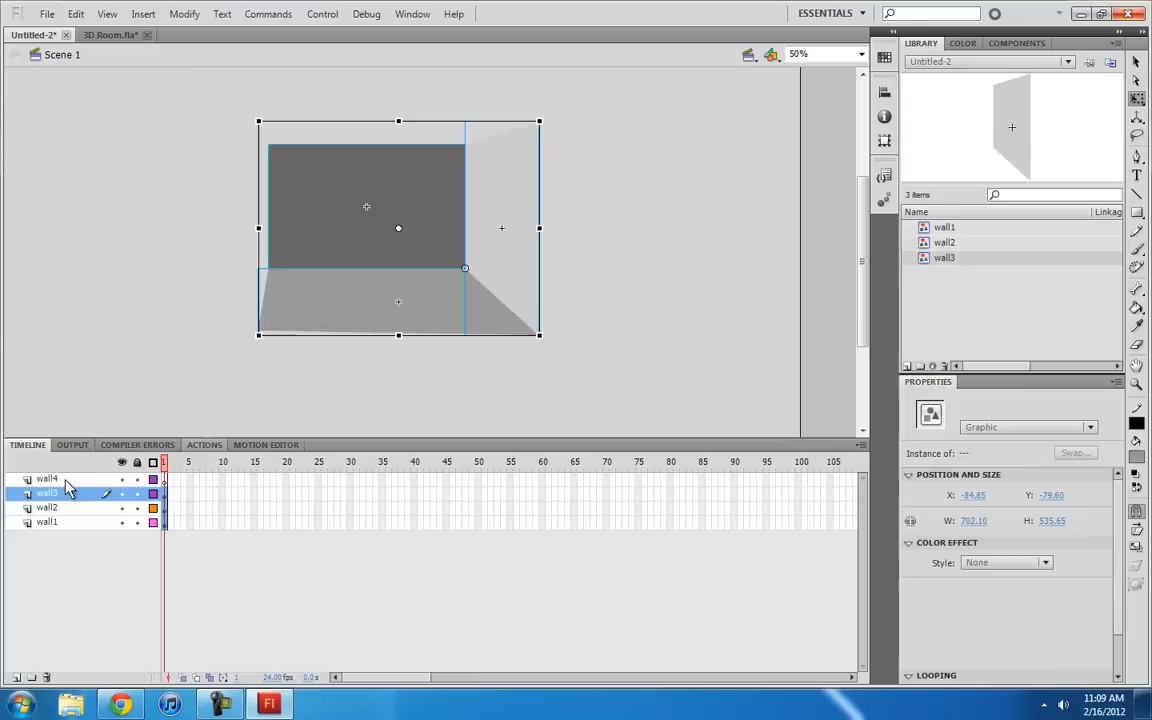 Fl File Edit View Insert Modify Text Commands Control Debug Window Help ESSENTIALS
Untitled-2* 3D Room.fla*
Scene 1 50%
LIBRARY COLOR COMPONENTS
Untitled-2
3 items
Name Linkag
wall1
wall2
wall3
PROPERTIES
Graphic
Instance of: --- Swap...
POSITION AND SIZE
X: -84.85 Y: -79.60
W: 702.10 H: 535.65
COLOR EFFECT
Style: None
LOOPING
TIMELINE OUTPUT COMPILER ERRORS ACTIONS MOTION EDITOR
1 5 10 15 20 25 30 35 40 45 50 55 60 65 70 75 80 85 90 95 100 105
wall4
wall3
wall2
wall1
1 24.00 fps 0.0 s
Fl
11:09 AM
2/16/2012